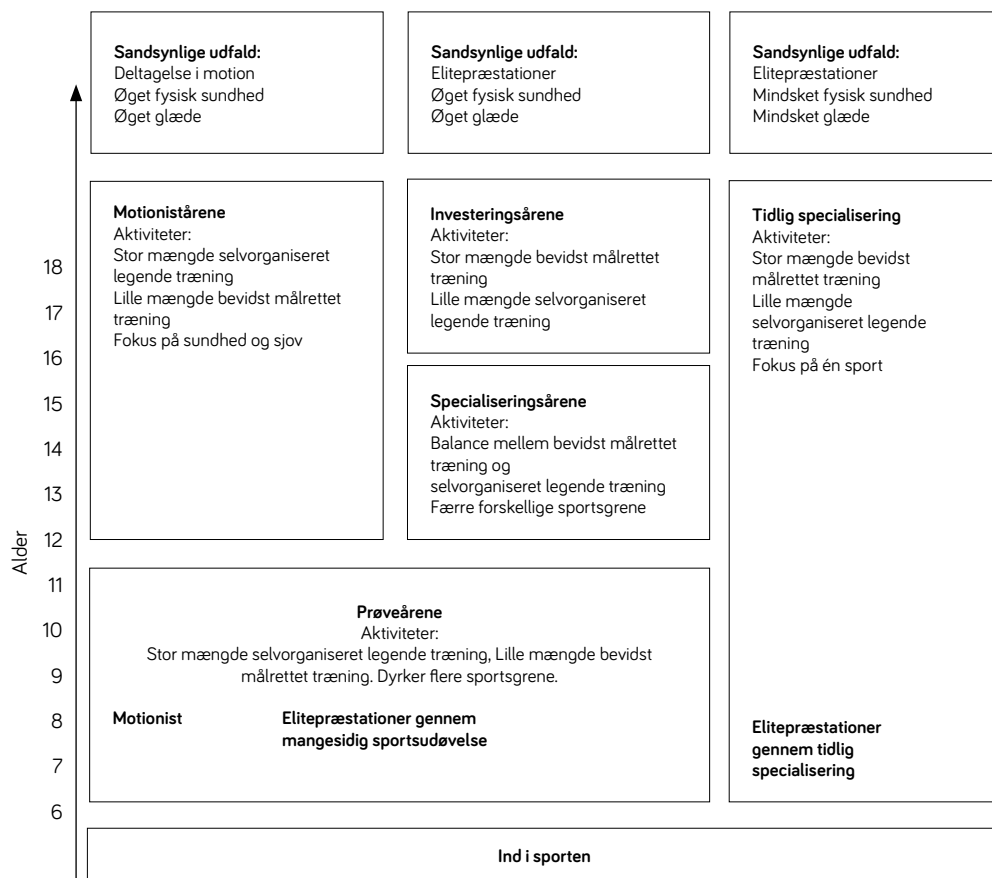 Sandsynlige udfald:
Deltagelse i motion
Øget fysisk sundhed
Øget glæde
Sandsynlige udfald:
Elitepræstationer
Øget fysisk sundhed
Øget glæde
Sandsynlige udfald:
Elitepræstationer
Mindsket fysisk sundhed
Mindsket glæde
Motioniståre​ne
Aktiviteter:
Stor mængde selvorganiseret
legende træning
Lille mængde bevidst målrettet
træning
Fokus på sundhed og sjov
Investeringsårene
Aktiviteter:
Stor mængde bevidst målrettet
træning
Lille mængde selvorganiseret
legende træning
Tidlig specialisering
Aktiviteter:
Stor mængde bevidst
målrettet træning
Lille mængde
selvorganiseret legende
træning
Fokus på én sport
Specialiseringsårene
Aktiviteter:
Balance mellem bevidst målrettet
træning og
selvorganiseret legende træning
Færre forskellige sportsgrene
Prøveårene
Aktiviteter:
Stor mængde selvorganiseret legende træning, Lille mængde bevidst
målrettet træning. Dyrker flere sportsgrene.
Motionist
Elitepræstationer gennem
mangesidig sportsudøvelse
Elitepræstationer
gennem tidlig
specialisering
Ind i sporten
Alder
18
17
16
15
14
13
12
11
10
9
8
7
6